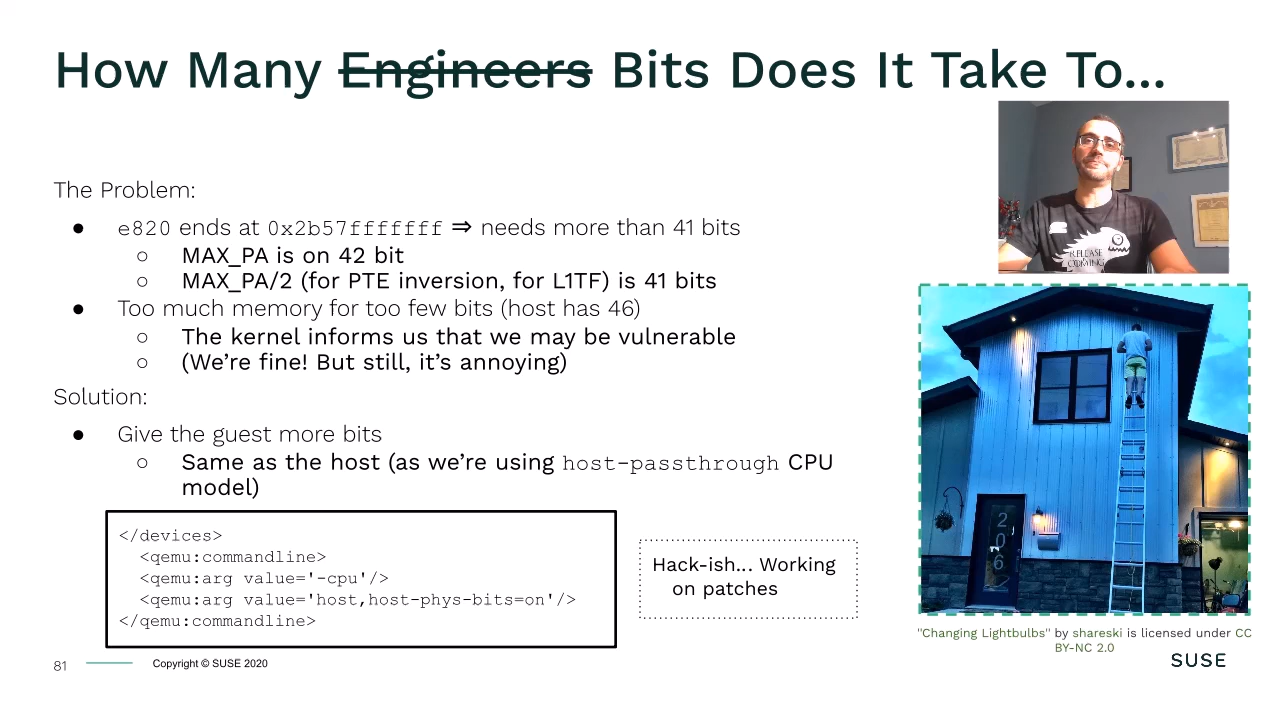 How Many Engineers Bits Does It Take To...
The Problem:
● e820 ends at 0x2b57fffffff ⇒ needs more than 41 bits
○ MAX_PA is on 42 bit
○ MAX_PA/2 (for PTE inversion, for L1TF) is 41 bits
● Too much memory for too few bits (host has 46)
○ The kernel informs us that we may be vulnerable
○ (We're fine! But still, it's annoying)
Solution:
● Give the guest more bits
○ Same as the host (as we're using host-passthrough CPU
model)
</devices>
<qemu:commandline>
<qemu:arg value='-cpu'/>
<qemu:arg value='host,host-phys-bits=on'/>
</qemu:commandline>
Hack-ish... Working
on patches
RELEASE
COMING
206
"Changing Lightbulbs" by shareski is licensed under CC
BY-NC 2.0
81
Copyright © SUSE 2020
SUSE